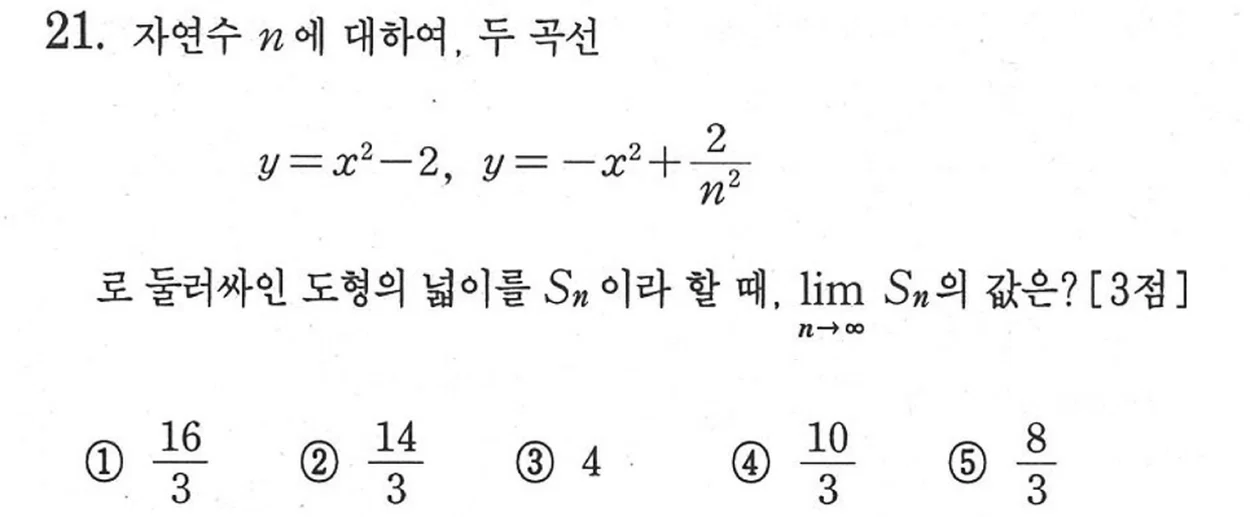 21. 자연수 n에 대하여, 두 곡선
y=x²-2, y=-x²+2/n²
로 둘러싸인 도형의 넓이를 Sₙ이라 할 때, lim Sₙ의 값은? [3점]
n→∞
① 16/3 ② 14/3 ③ 4 ④ 10/3 ⑤ 8/3